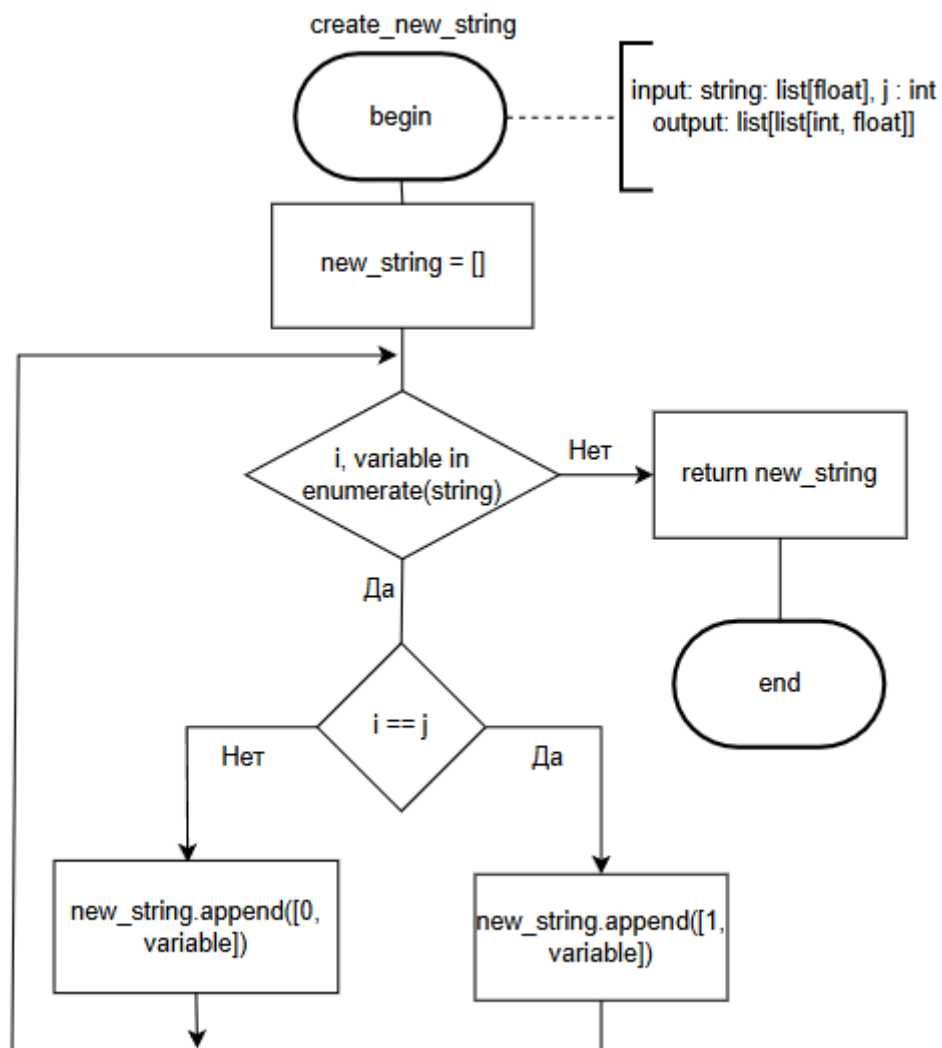 create_new_string
begin
input: string: list[float], j : int
output: list[list[int, float]]
new_string = []
i, variable in
enumerate(string)
Нет
return new_string
Да
end
i == j
Нет
Да
new_string.append([0,
variable])
new_string.append([1,
variable])